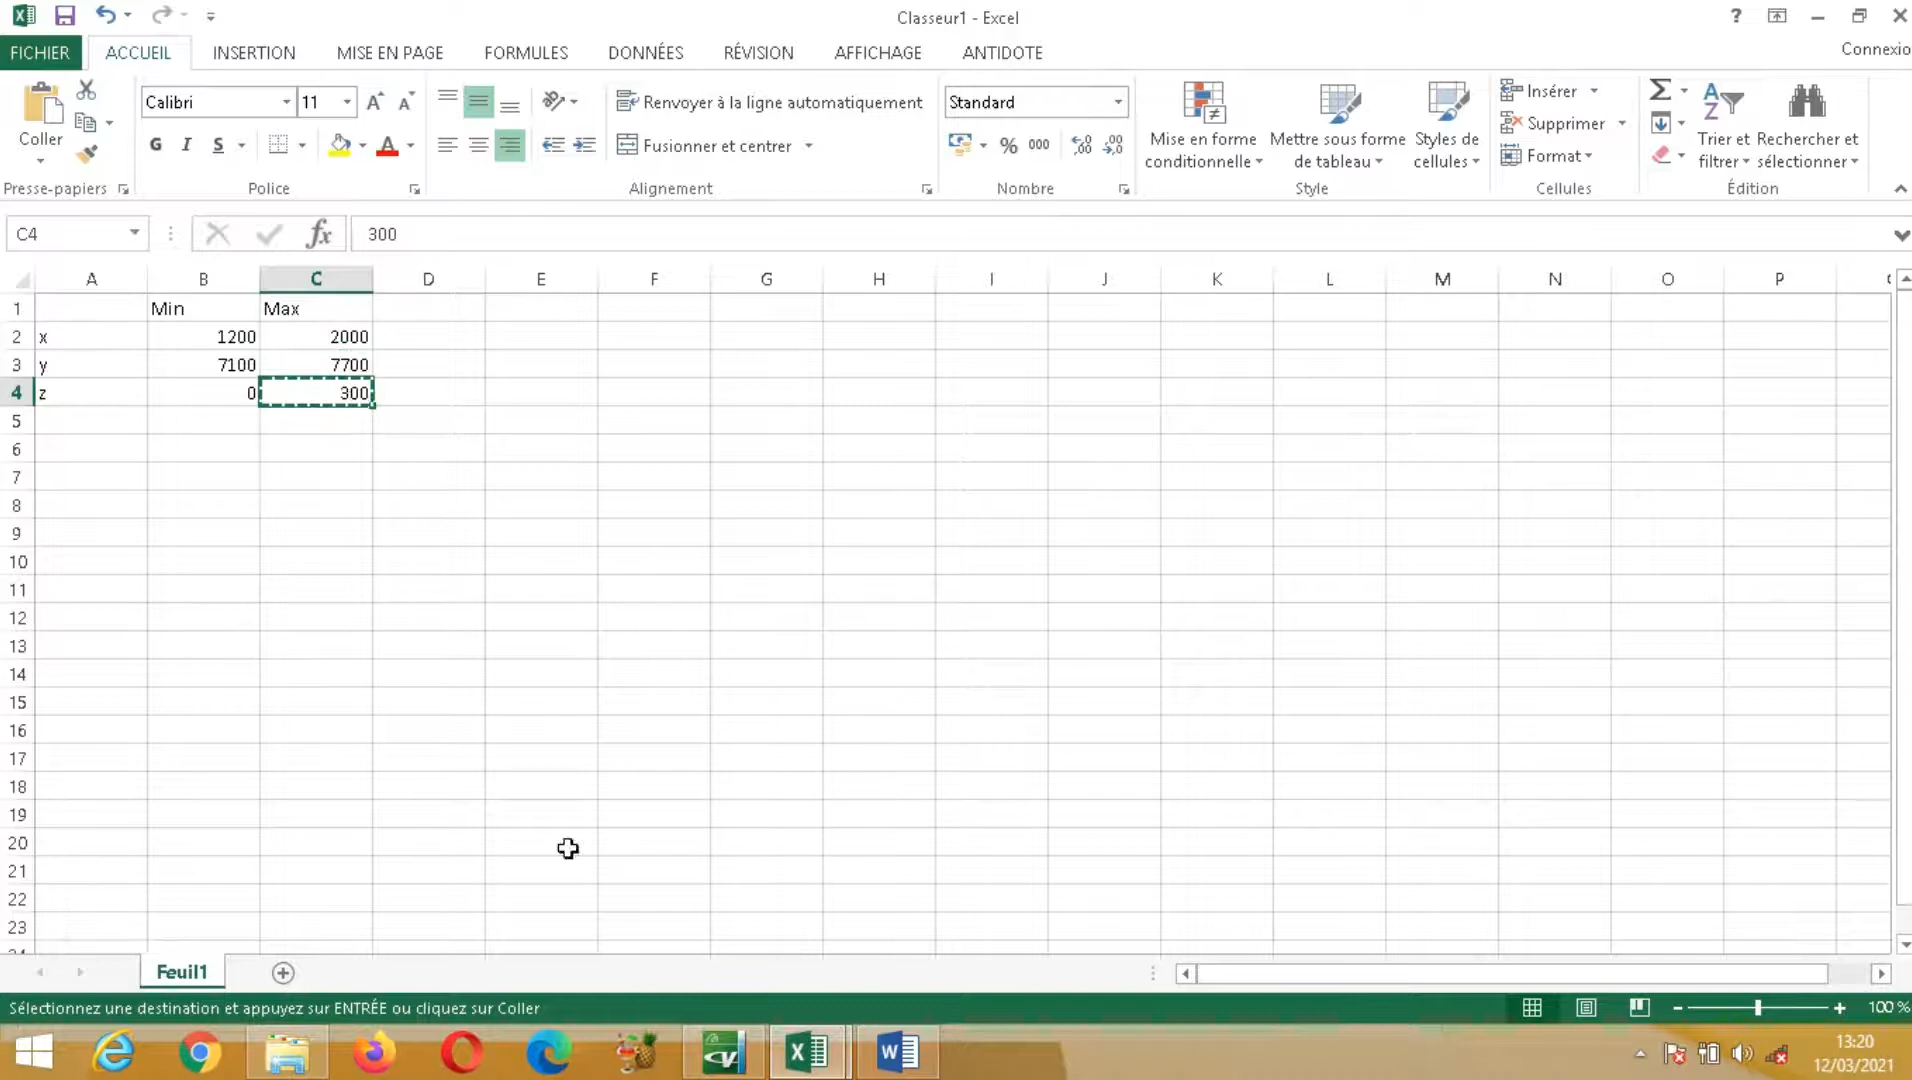 Classeur1 - Excel
?
FICHIER ACCUEIL INSERTION MISE EN PAGE FORMULES DONNÉES RÉVISION AFFICHAGE ANTIDOTE Connexio
Calibri 11 Renvoyer à la ligne automatiquement Standard Insérer
Coller G I S A Fusionner et centrer % 000 Mise en forme conditionnelle Mettre sous forme de tableau Styles de cellules Supprimer Trier et filtrer Rechercher et sélectionner
Format
Presse-papiers Police Alignement Nombre Style Cellules Édition
C4 fx 300
A B C D E F G H I J K L M N O P
1 Min Max
2 x 1200 2000
3 y 7100 7700
4 z 0 300
5
6
7
8
9
10
11
12
13
14
15
16
17
18
19
20
21
22
23
Feuil1
Sélectionnez une destination et appuyez sur ENTRÉE ou cliquez sur Coller 100 %
13:20
12/03/2021